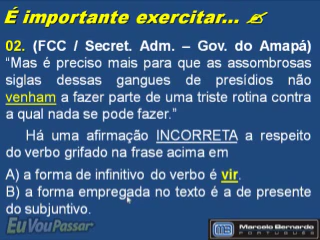 É importante exercitar...
02. (FCC / Secret. Adm. – Gov. do Amapá)
“Mas é preciso mais para que as assombrosas
siglas dessas gangues de presídios não
venham a fazer parte de uma triste rotina contra
a qual nada se pode fazer.”
Há uma afirmação INCORRETA a respeito
do verbo grifado na frase acima em
A) a forma de infinitivo do verbo é vir.
B) a forma empregada no texto é a de presente
do subjuntivo.
EuVouPassar
Marcelo Bernardo
PORTUGUÊS